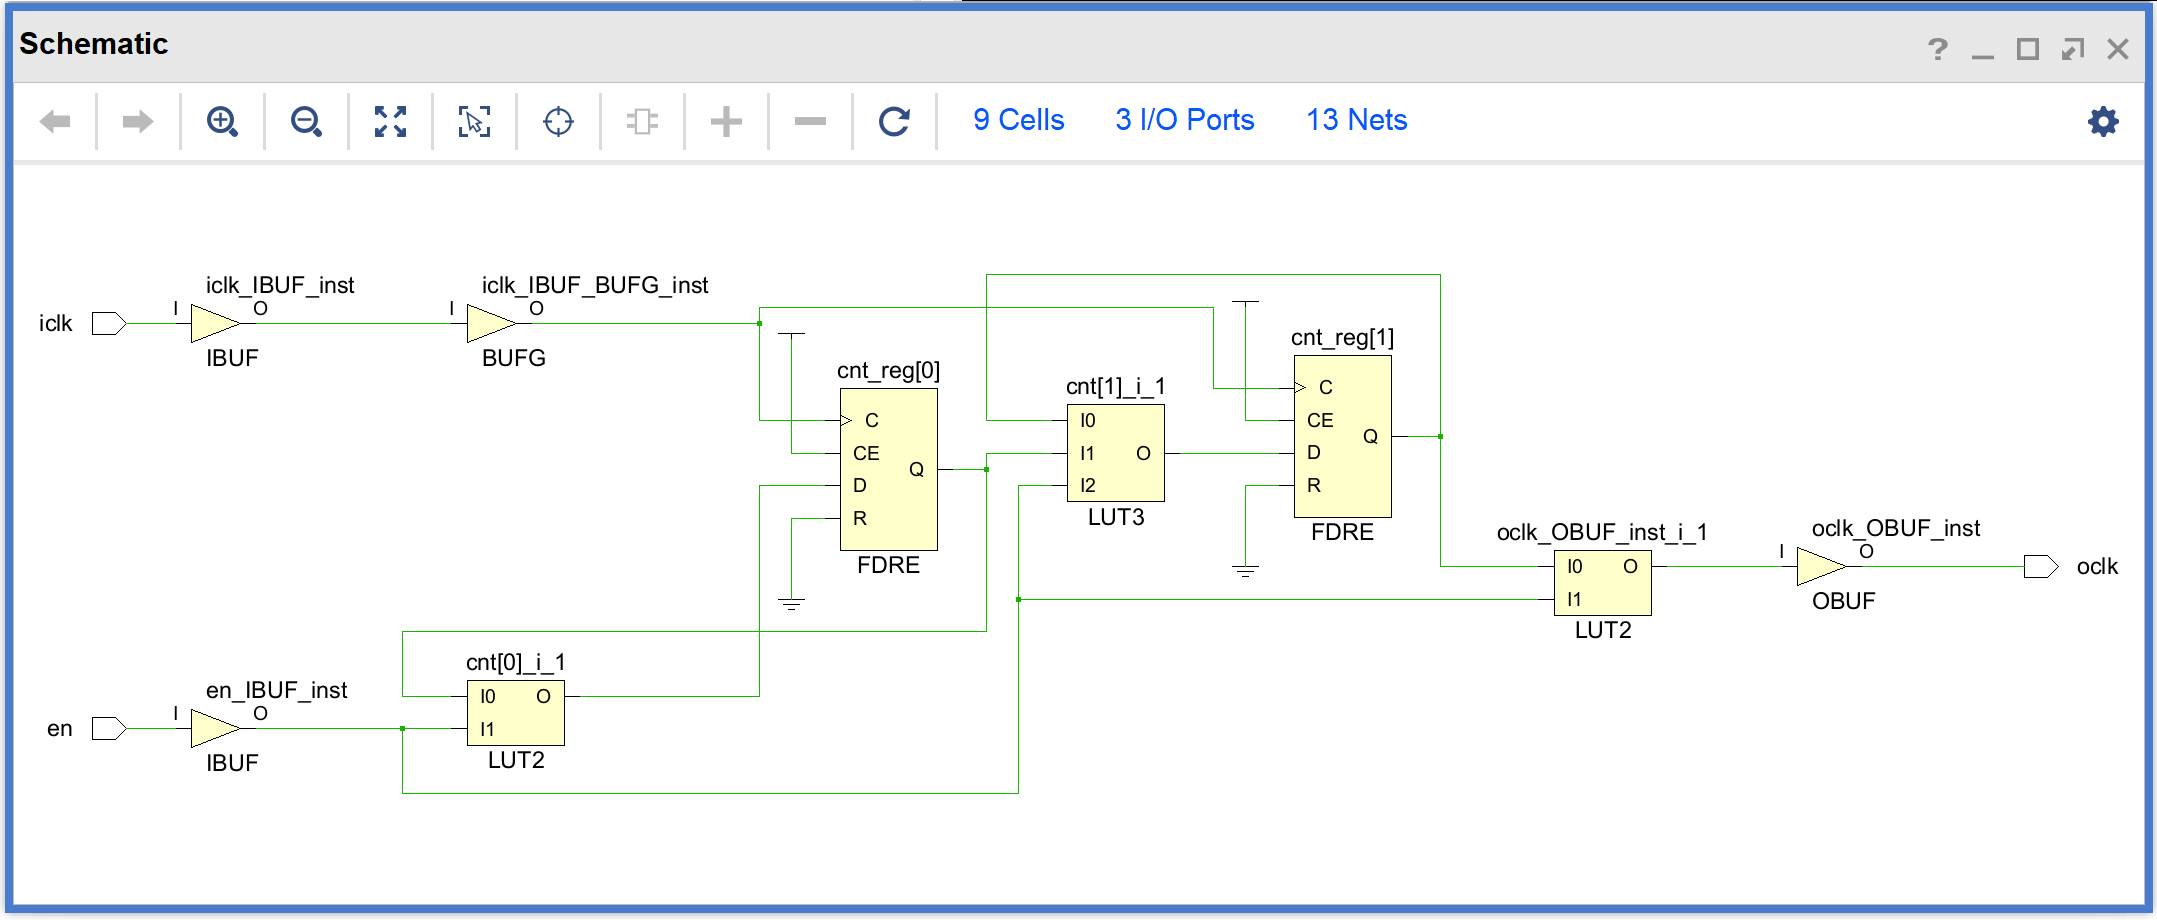 Schematic
?
9 Cells 3 I/O Ports 13 Nets
iclk
I
iclk_IBUF_inst
O
IBUF
I
iclk_IBUF_BUFG_inst
O
BUFG
cnt_reg[0]
C
CE
D
R
Q
FDRE
cnt[1]_i_1
I0
I1
I2
O
LUT3
cnt_reg[1]
C
CE
D
R
Q
FDRE
oclk_OBUF_inst_i_1
I0
I1
O
LUT2
I
oclk_OBUF_inst
O
OBUF
oclk
en
I
en_IBUF_inst
O
IBUF
cnt[0]_i_1
I0
I1
O
LUT2